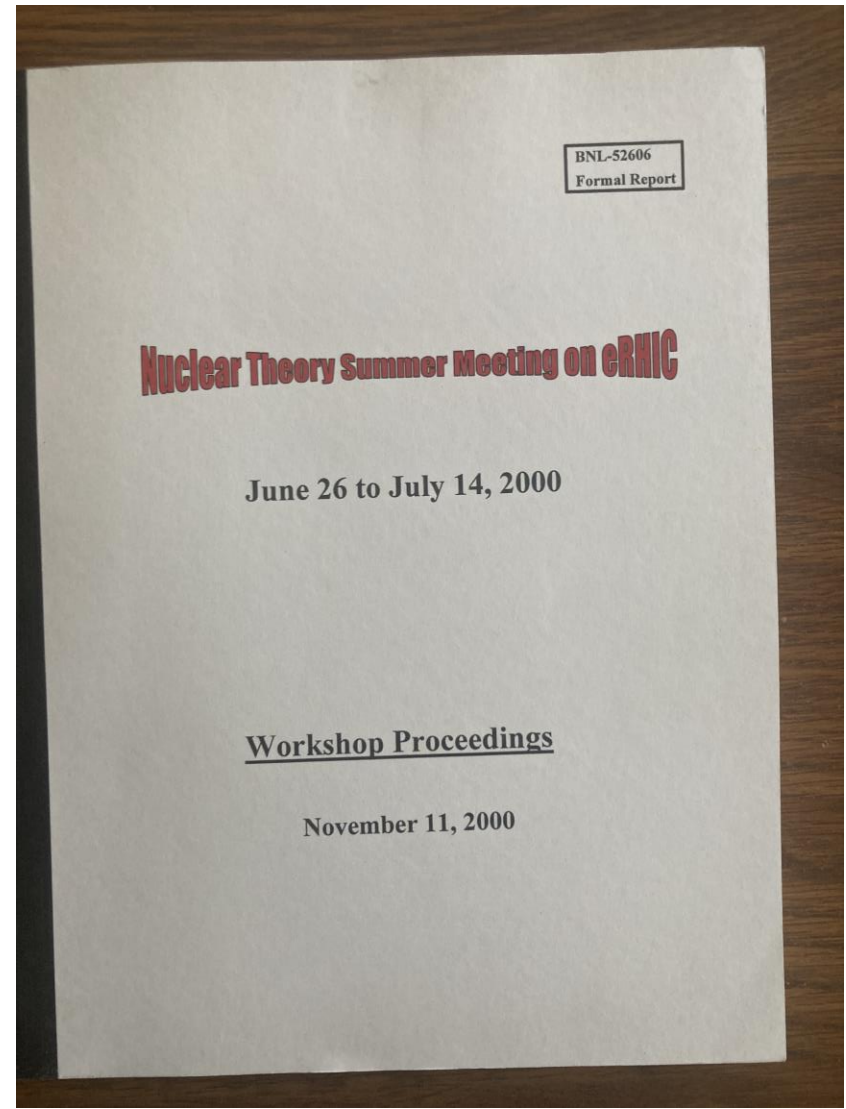 BNL-52606
Formal Report
Nuclear Theory Summer Meeting on eRHIC
June 26 to July 14, 2000
Workshop Proceedings
November 11, 2000